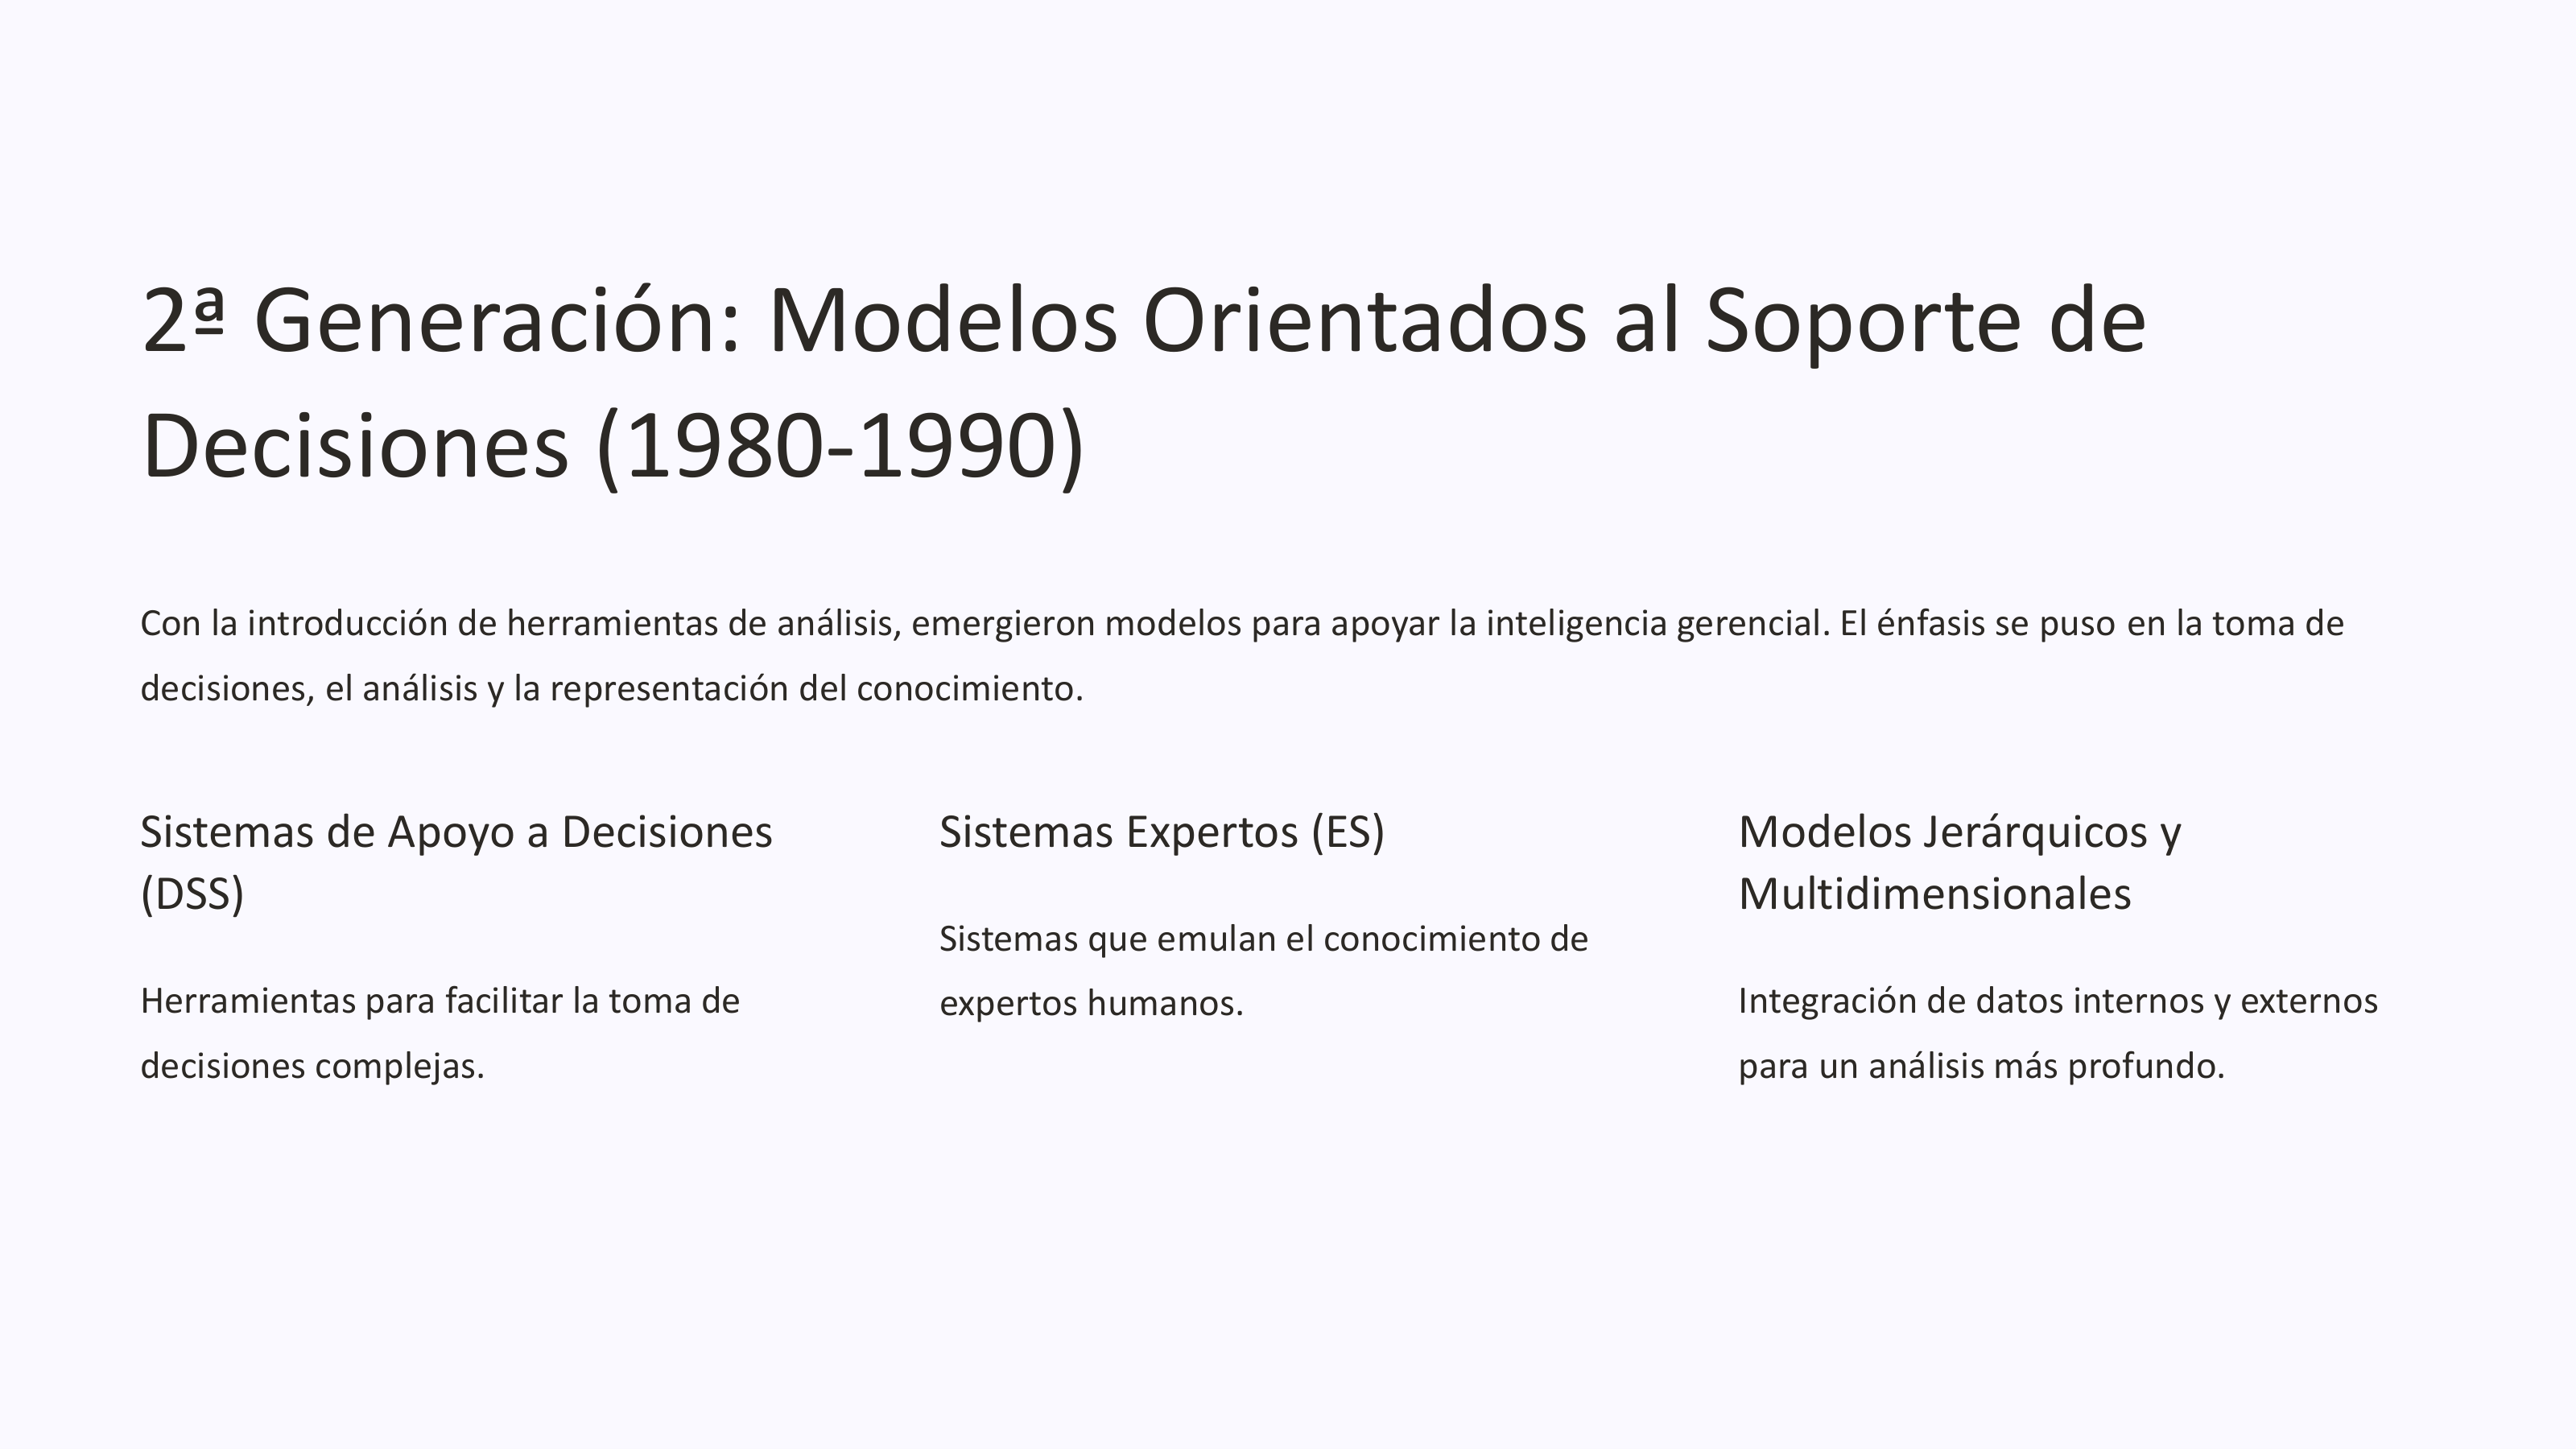 2ª Generación: Modelos Orientados al Soporte de
Decisiones (1980-1990)
Con la introducción de herramientas de análisis, emergieron modelos para apoyar la inteligencia gerencial. El énfasis se puso en la toma de
decisiones, el análisis y la representación del conocimiento.
Sistemas de Apoyo a Decisiones
(DSS)
Herramientas para facilitar la toma de
decisiones complejas.
Sistemas Expertos (ES)
Sistemas que emulan el conocimiento de
expertos humanos.
Modelos Jerárquicos y
Multidimensionales
Integración de datos internos y externos
para un análisis más profundo.